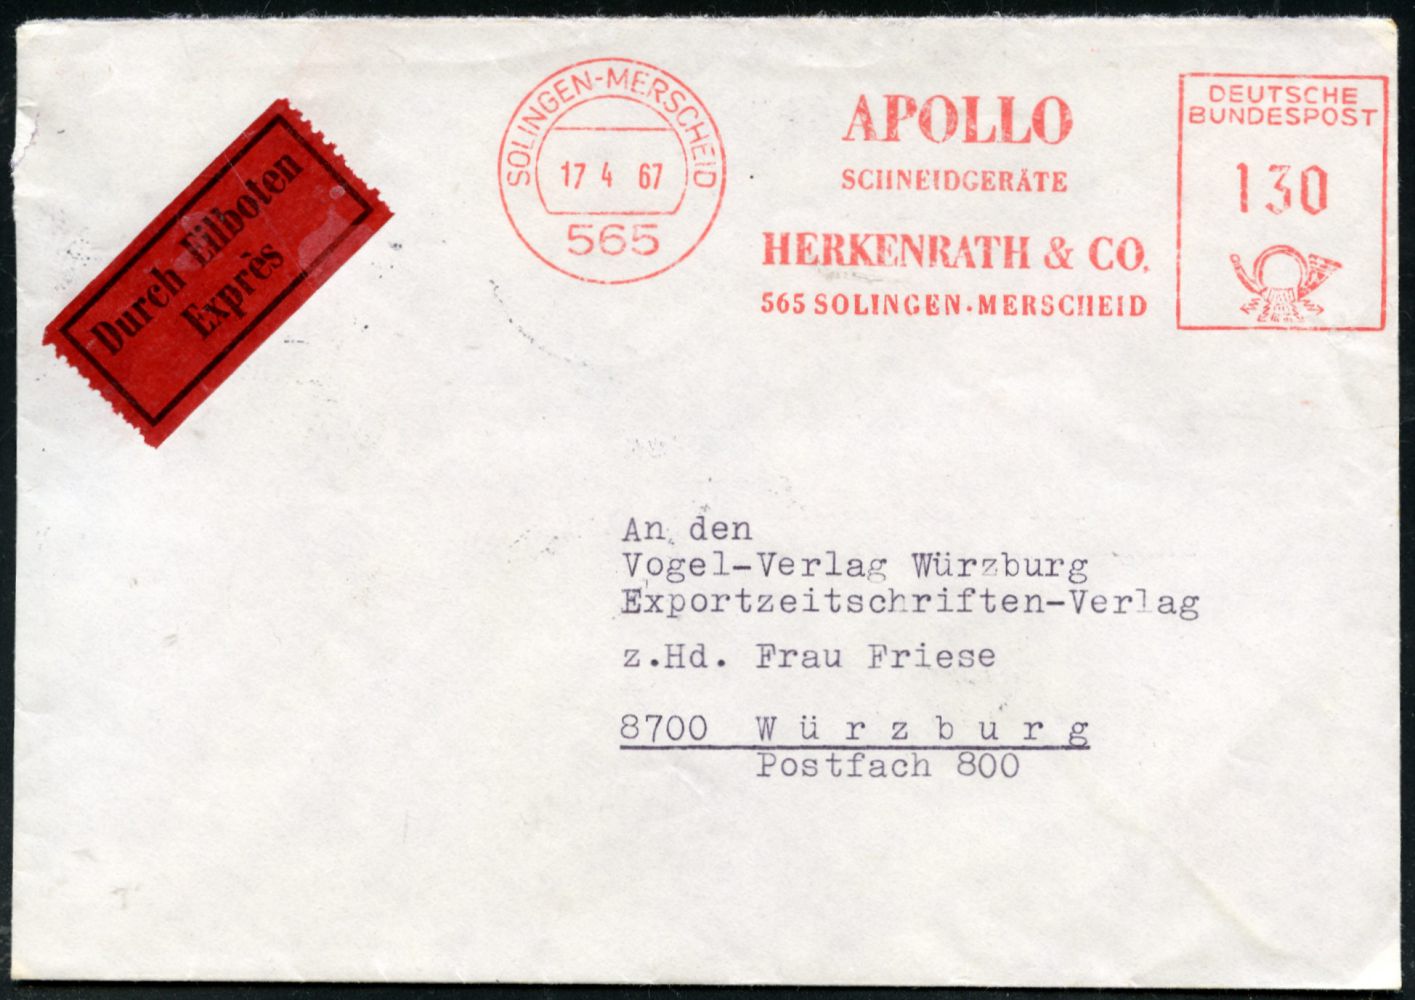 Durch Eilboten
Exprès
SOLINGEN-MERSCHEID
17 4 67
565
APOLLO
SCHNEIDGERÄTE
HERKENRATH & CO.
565 SOLINGEN-MERSCHEID
DEUTSCHE
BUNDESPOST
130
An den
Vogel-Verlag Würzburg
Exportzeitschriften-Verlag
z.Hd. Frau Friese
8700 W ü r z b u r g
Postfach 800